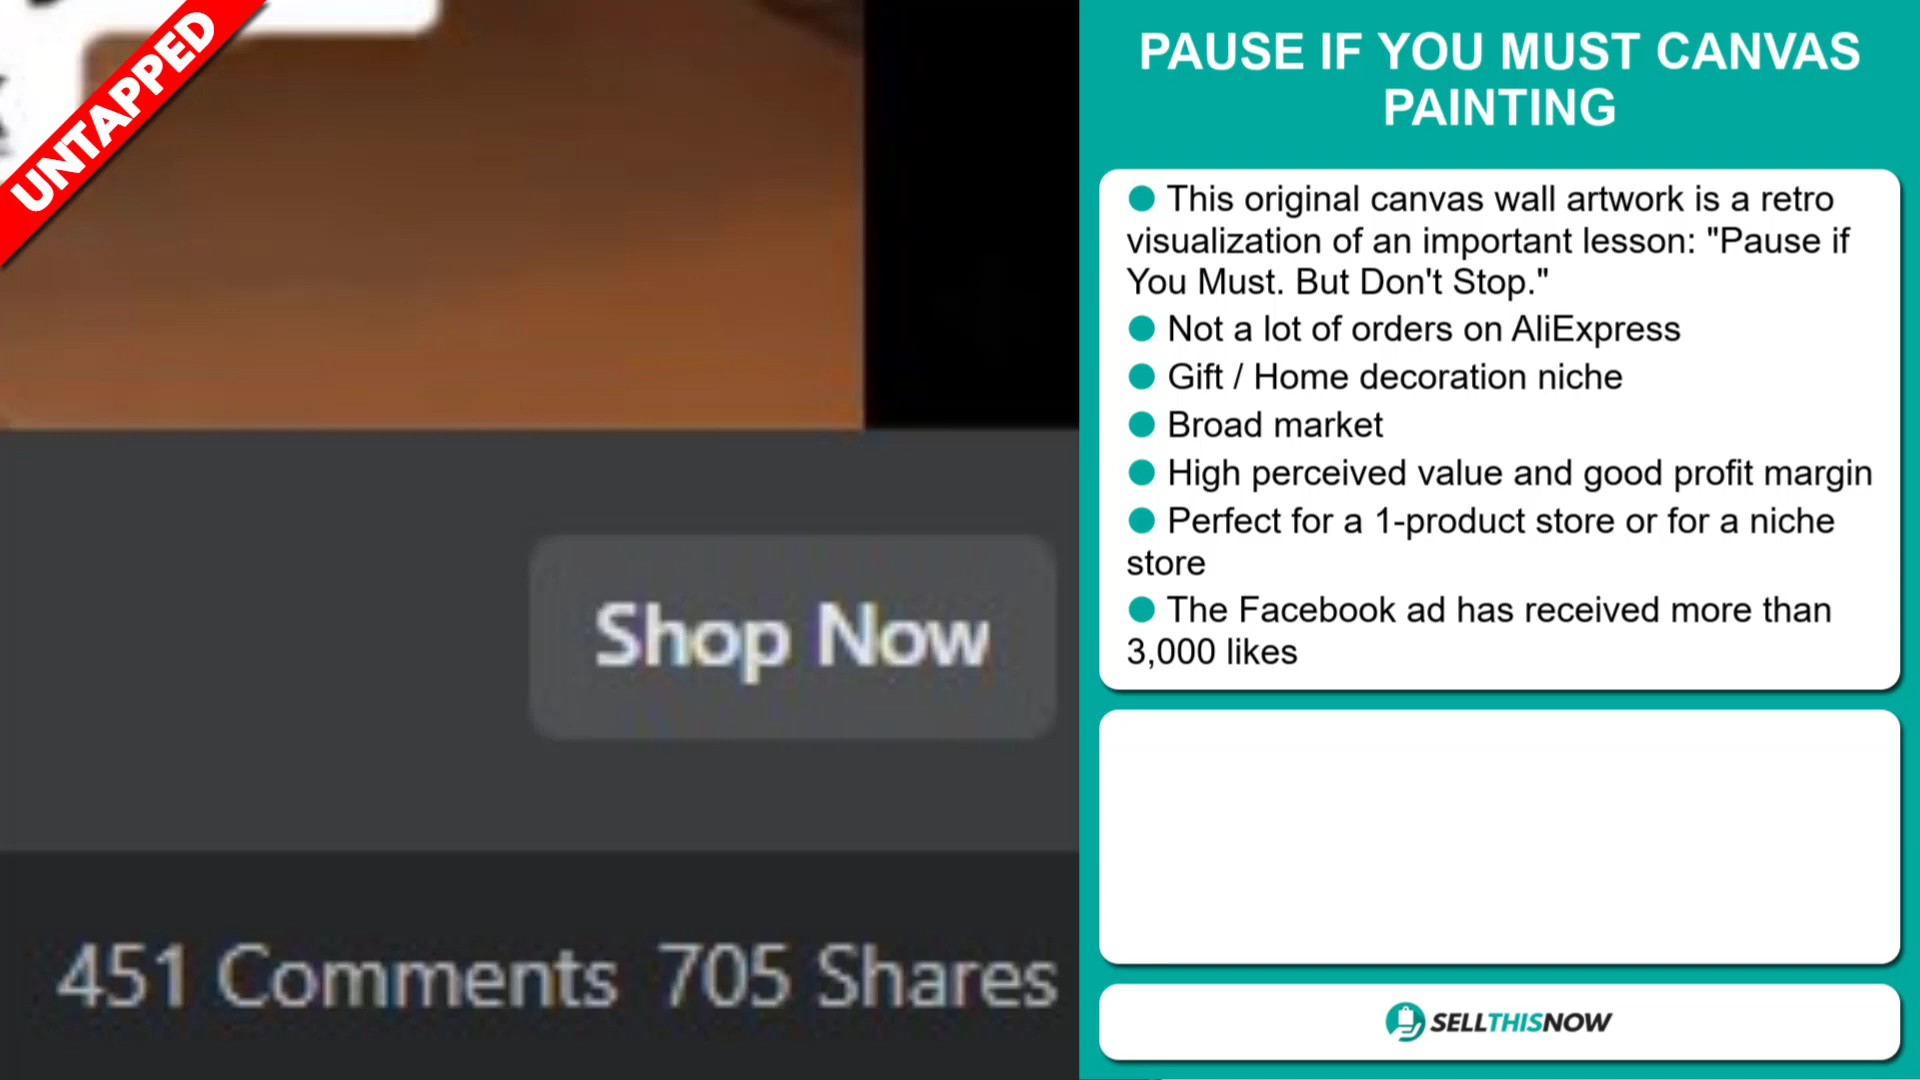 UNTAPPED
Shop Now
451 Comments 705 Shares
PAUSE IF YOU MUST CANVAS
PAINTING
● This original canvas wall artwork is a retro
visualization of an important lesson: "Pause if
You Must. But Don't Stop."
● Not a lot of orders on AliExpress
● Gift / Home decoration niche
● Broad market
● High perceived value and good profit margin
● Perfect for a 1-product store or for a niche
store
● The Facebook ad has received more than
3,000 likes
SELLTHISNOW